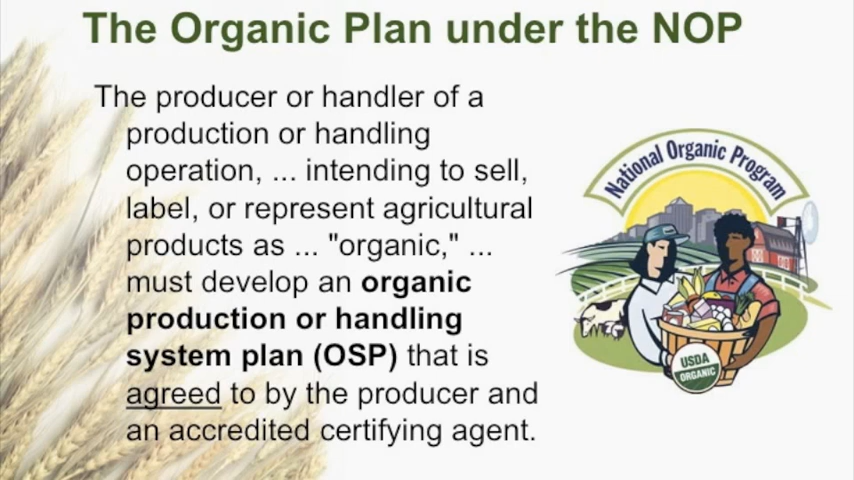 The Organic Plan under the NOP
The producer or handler of a
production or handling
operation, ... intending to sell,
label, or represent agricultural
products as ... "organic," ...
must develop an organic
production or handling
system plan (OSP) that is
agreed to by the producer and
an accredited certifying agent.
National Organic Program
USDA
ORGANIC